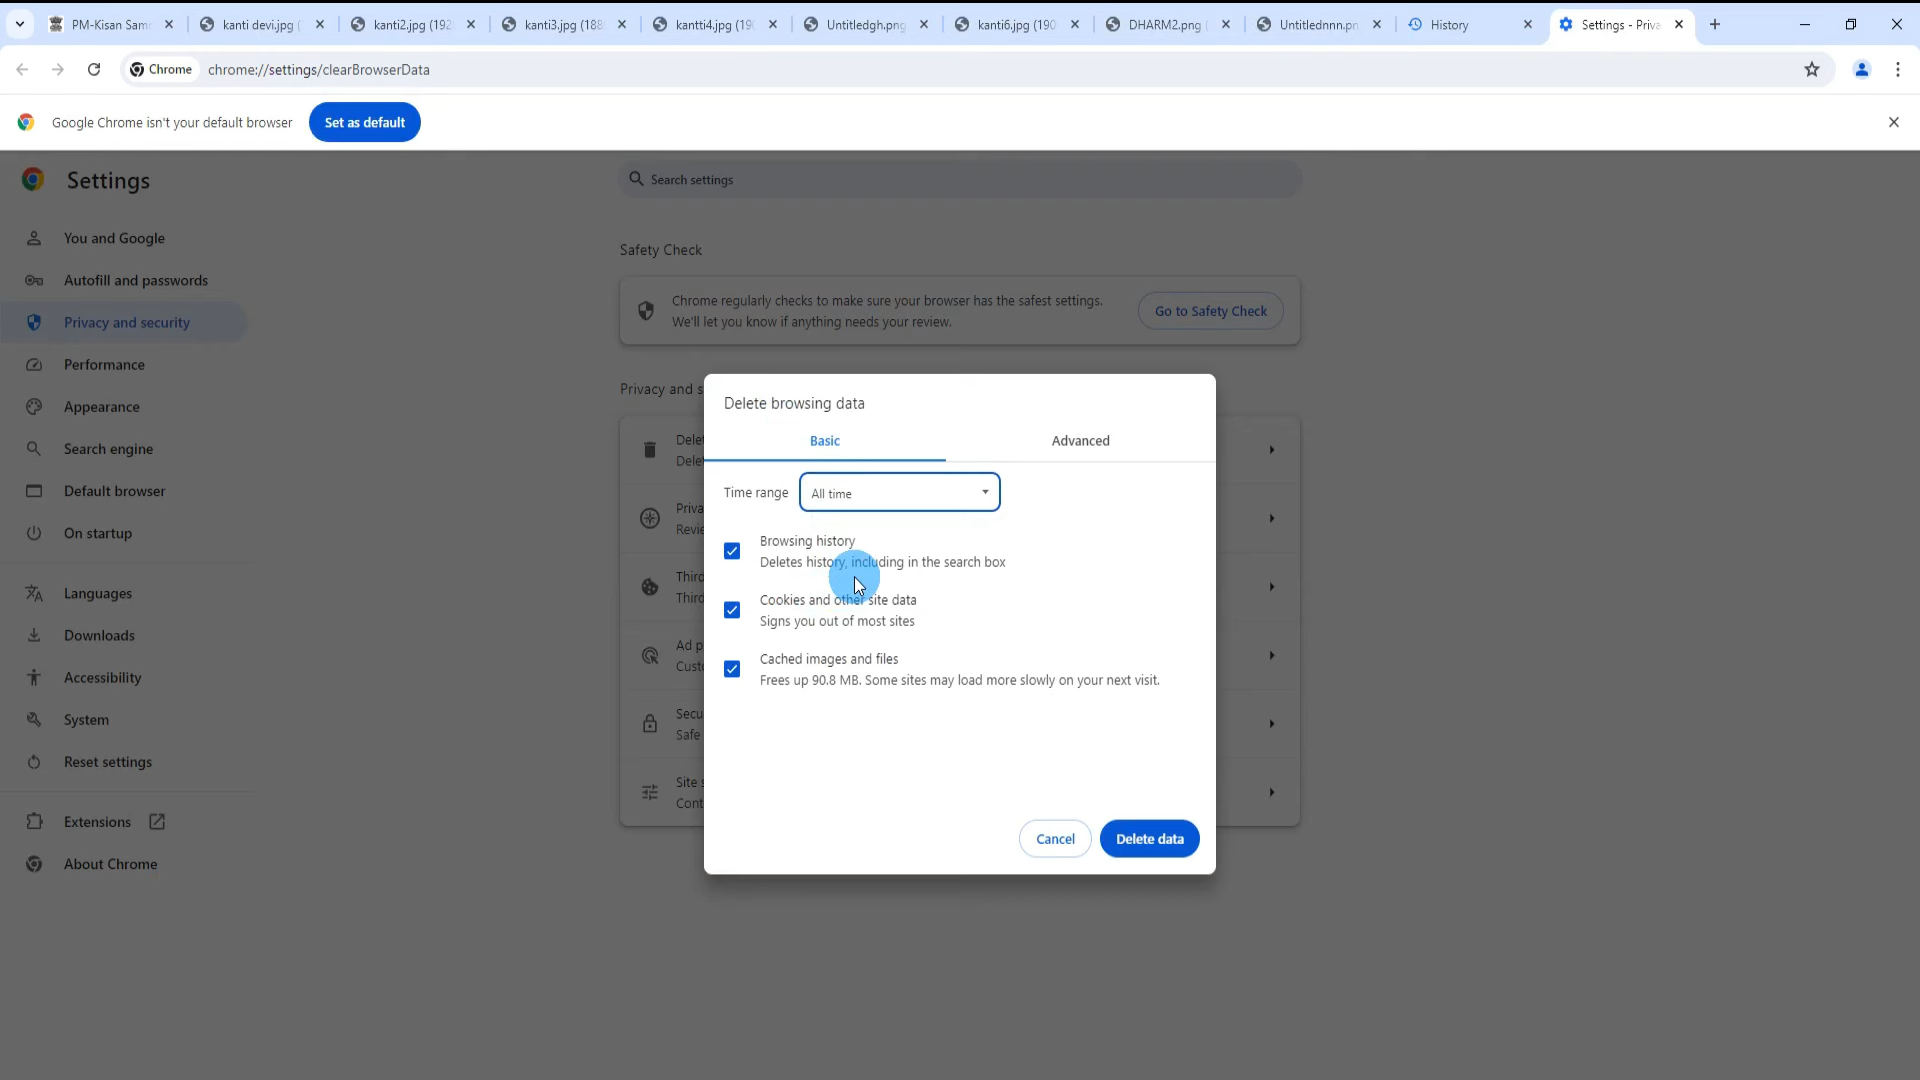 PM-Kisan Sam
kanti devi.jpg (
kanti2.jpg (192
kanti3.jpg (188
kantti4.jpg (190
Untitledgh.png
kanti6.jpg (190
DHARM2.png (
Untitlednnn.pn
History
Settings - Priva
Chrome
chrome://settings/clearBrowserData
Google Chrome isn't your default browser
Set as default
Settings
Search settings
You and Google
Autofill and passwords
Privacy and security
Performance
Appearance
Search engine
Default browser
On startup
Languages
Downloads
Accessibility
System
Reset settings
Extensions
About Chrome
Safety Check
Chrome regularly checks to make sure your browser has the safest settings.
We'll let you know if anything needs your review.
Go to Safety Check
Privacy and s
Delet
Delet
Priva
Revie
Third
Third
Ad p
Custo
Secu
Safe
Site s
Cont
Delete browsing data
Basic
Advanced
Time range
All time
Browsing history
Deletes history, including in the search box
Cookies and other site data
Signs you out of most sites
Cached images and files
Frees up 90.8 MB. Some sites may load more slowly on your next visit.
Cancel
Delete data